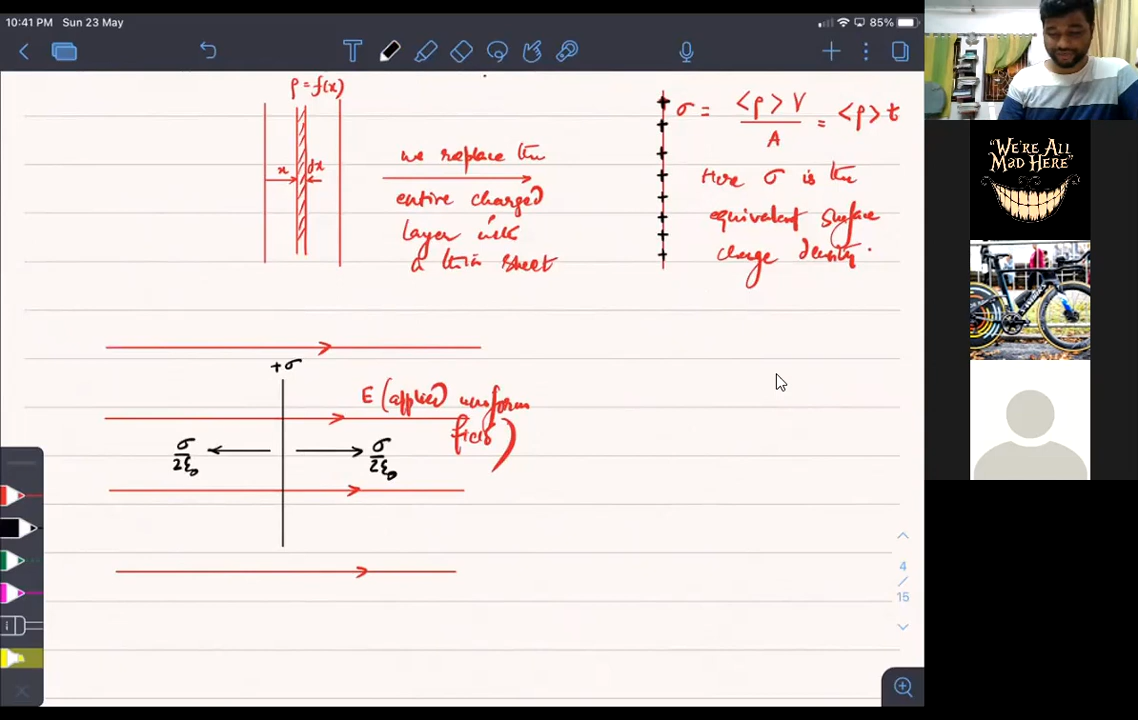 10:41 PM Sun 23 May
85%
ρ = f(x)
x dx
we replace the
entire charged
layer with
a thin sheet
σ = <ρ> V / A = <ρ> t
Here σ is the
equivalent surface
charge density.
+σ
E (applied uniform
field)
σ/2ε₀
σ/2ε₀
4
/
15
"WE'RE ALL
MAD HERE"